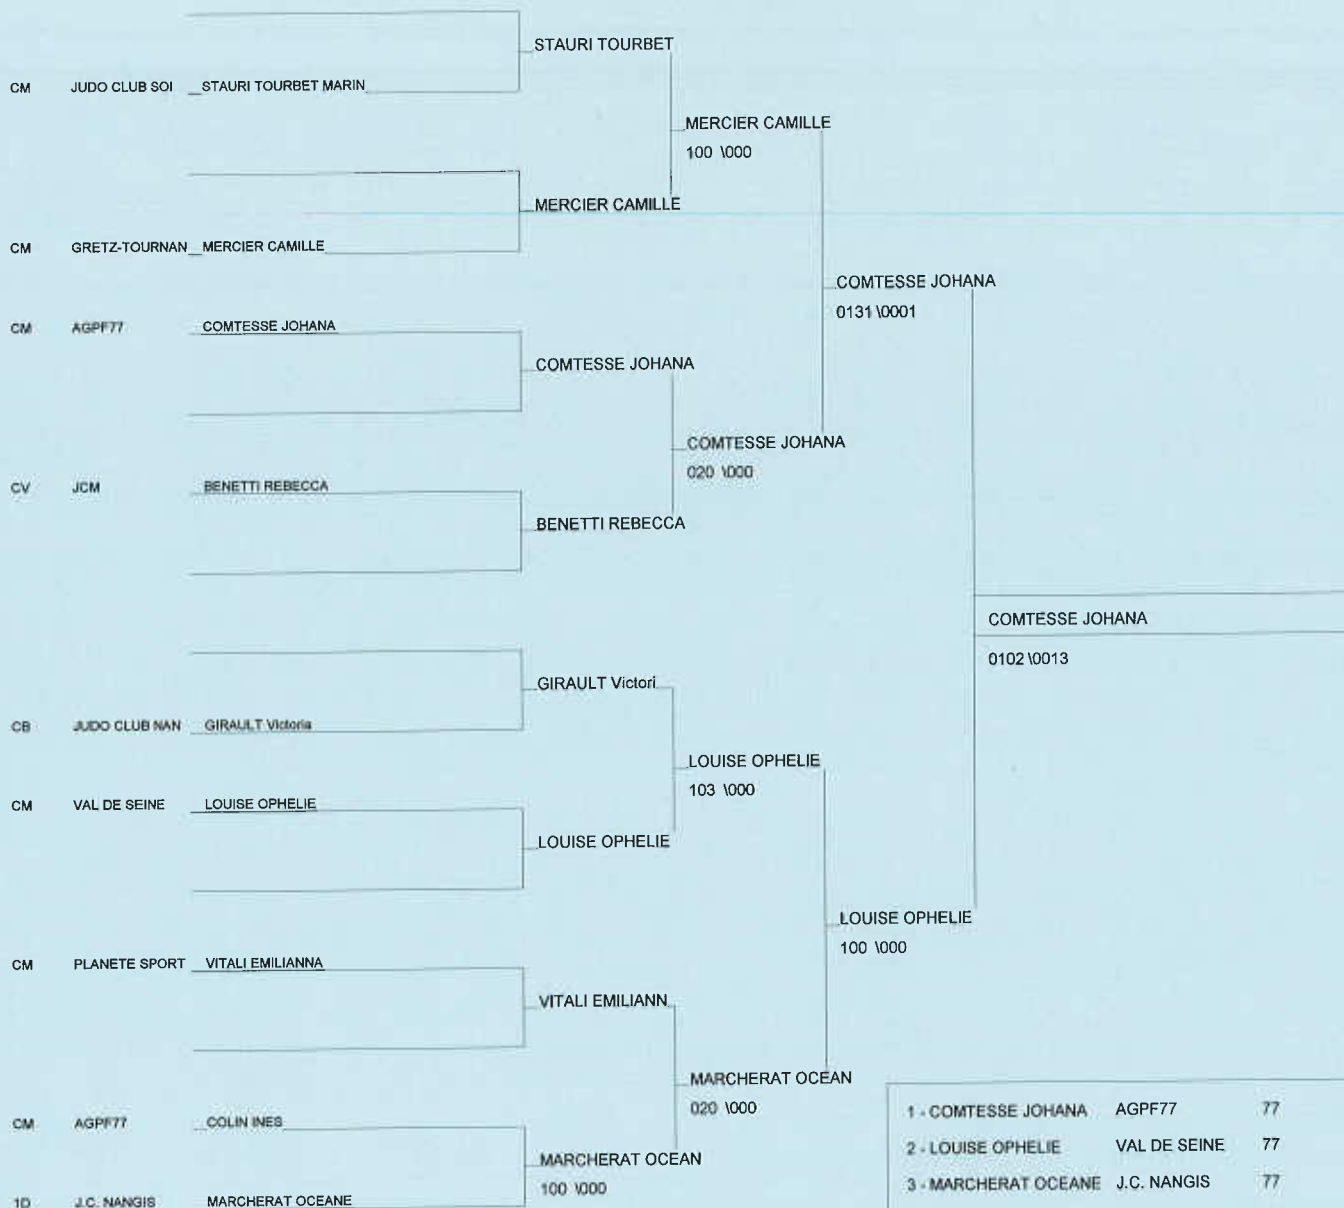 STAURI TOURBET
CM JUDO CLUB SOI STAURI TOURBET MARIN
MERCIER CAMILLE
100 \000
MERCIER CAMILLE
CM GRETZ-TOURNAN MERCIER CAMILLE
COMTESSE JOHANA
0131 \0001
CM AGPF77 COMTESSE JOHANA
COMTESSE JOHANA
COMTESSE JOHANA
020 \000
CV JCM BENETTI REBECCA
BENETTI REBECCA
COMTESSE JOHANA
0102 \0013
GIRAULT Victori
CB JUDO CLUB NAN GIRAULT Victoria
LOUISE OPHELIE
103 \000
CM VAL DE SEINE LOUISE OPHELIE
LOUISE OPHELIE
LOUISE OPHELIE
100 \000
CM PLANETE SPORT VITALI EMILIANNA
VITALI EMILIANN
MARCHERAT OCEAN
020 \000
CM AGPF77 COLIN INES
MARCHERAT OCEAN
100 \000
1D J.C. NANGIS MARCHERAT OCEANE
1 - COMTESSE JOHANA AGPF77 77
2 - LOUISE OPHELIE VAL DE SEINE 77
3 - MARCHERAT OCEANE J.C. NANGIS 77